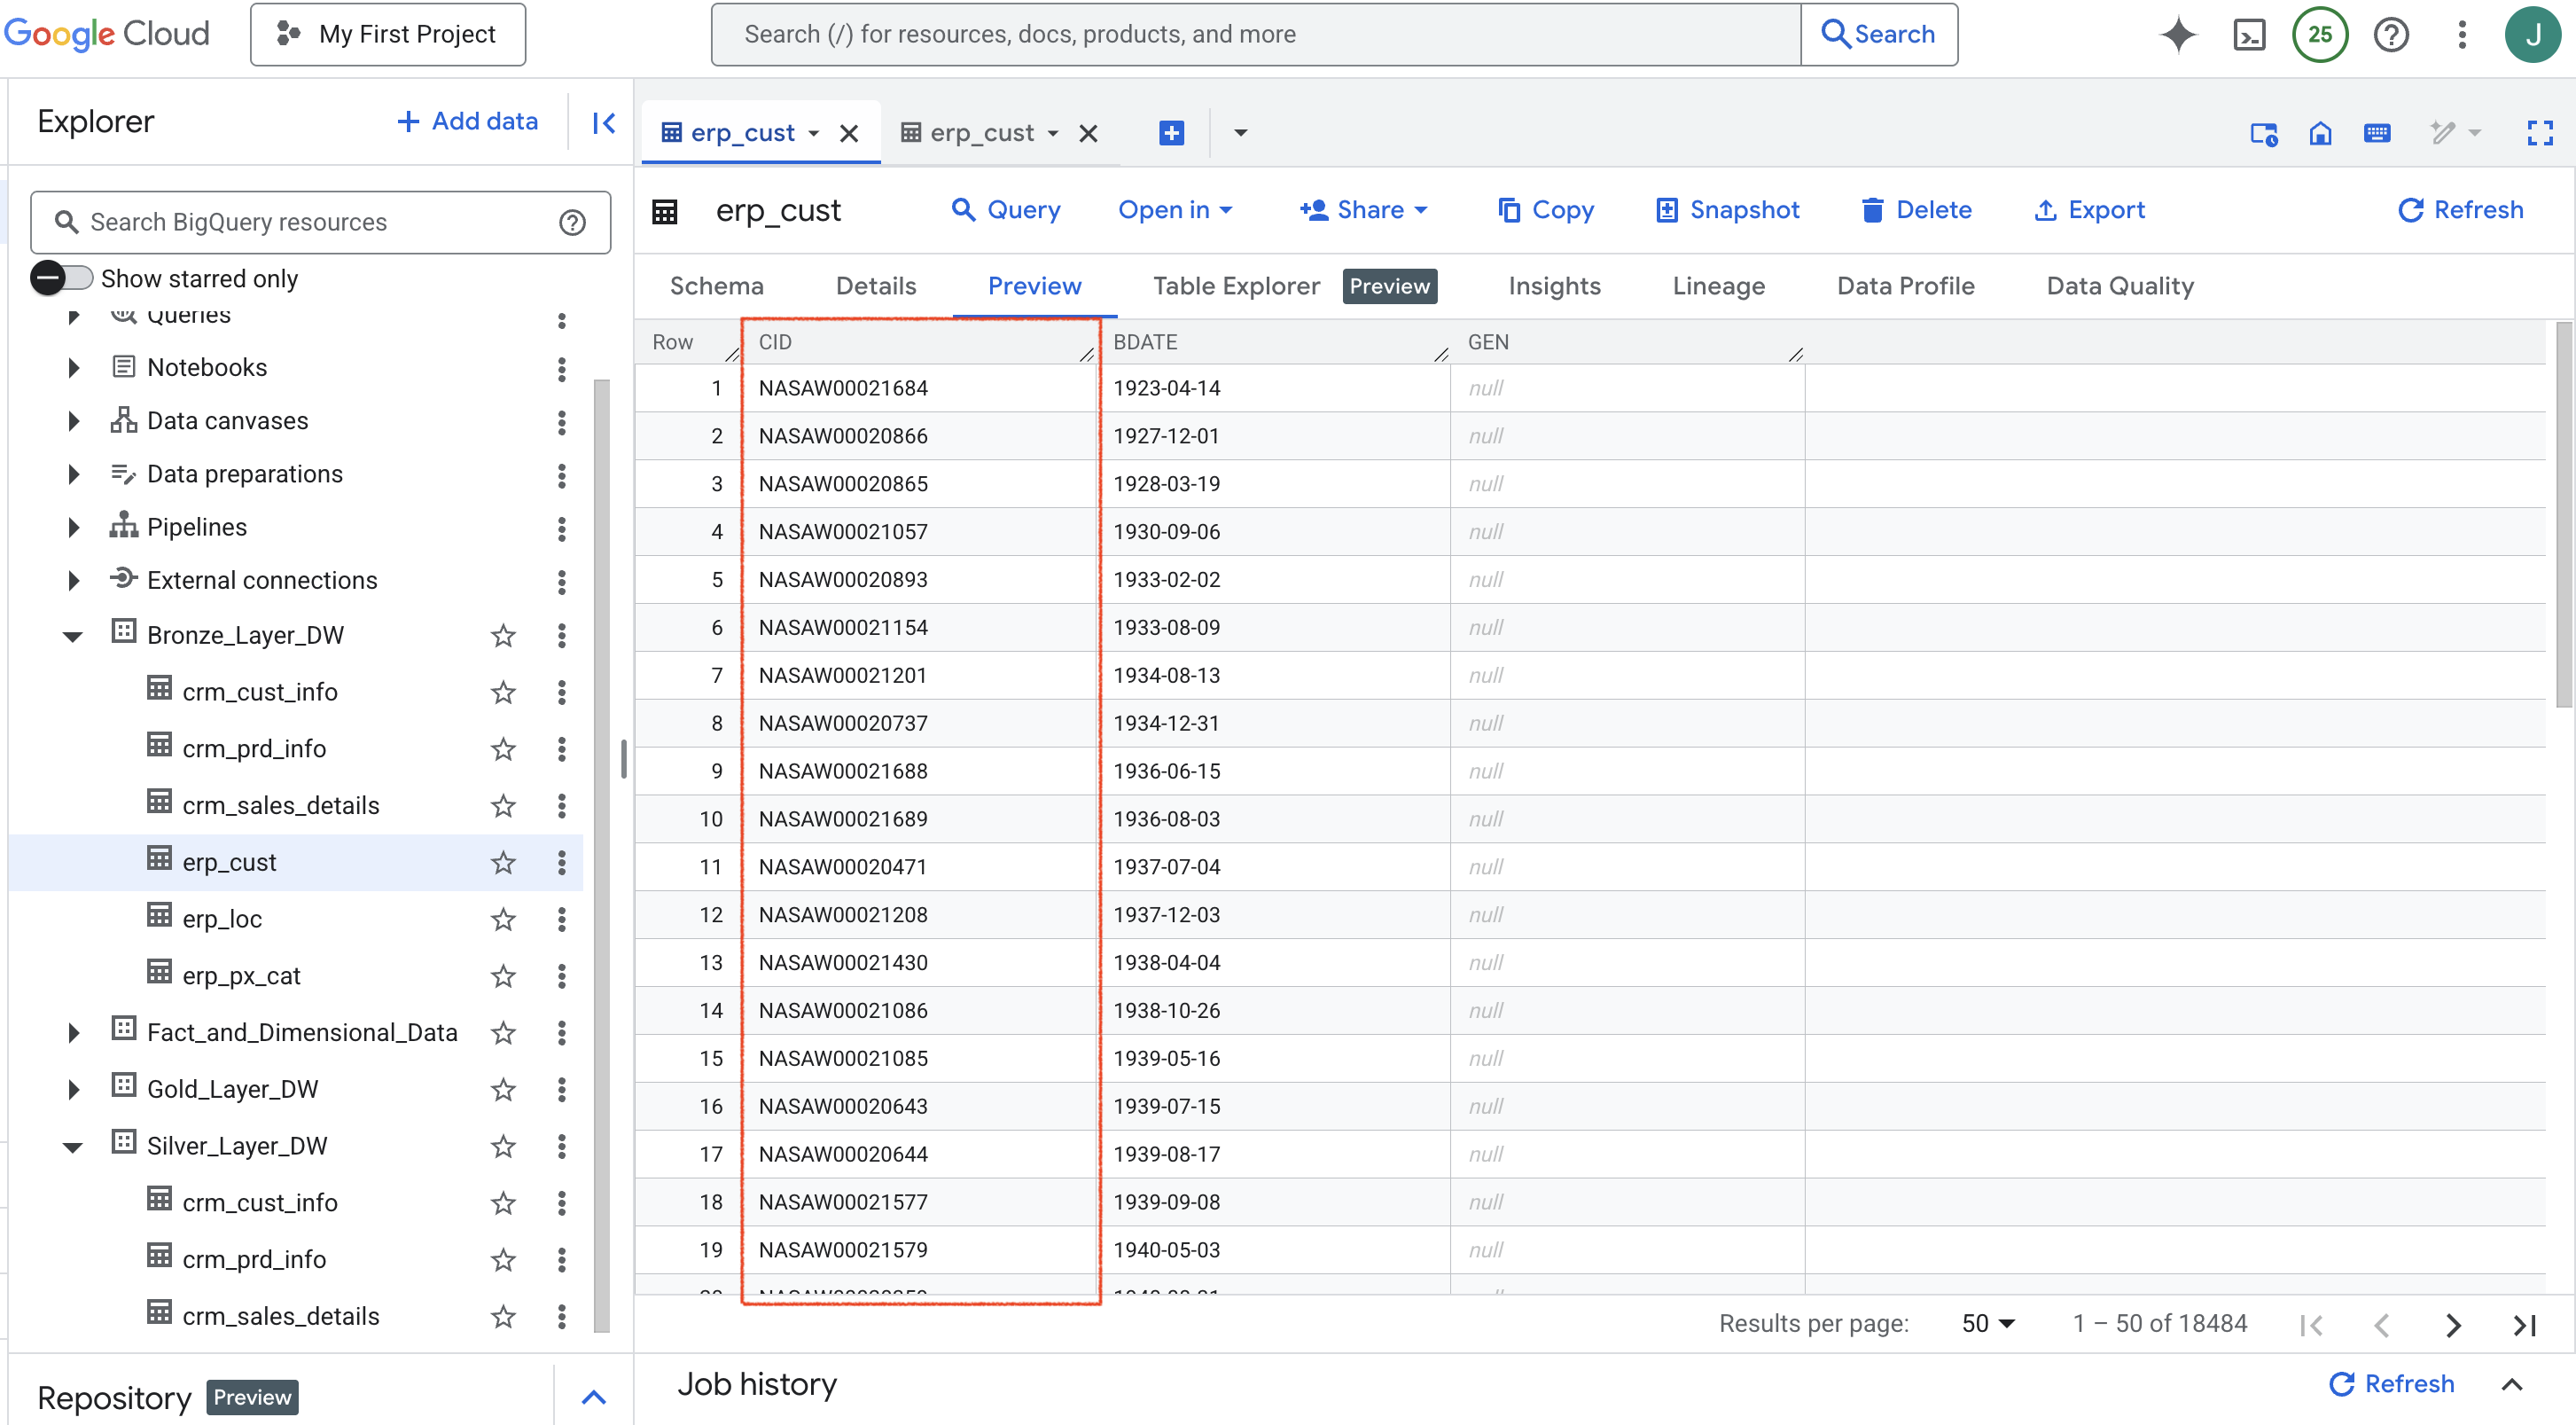 Google Cloud
My First Project
Search (/) for resources, docs, products, and more
Search
25
J
Explorer
+ Add data
erp_cust
erp_cust
Search BigQuery resources
erp_cust
Query
Open in
Share
Copy
Snapshot
Delete
Export
Refresh
Show starred only
Schema
Details
Preview
Table Explorer Preview
Insights
Lineage
Data Profile
Data Quality
Queries
Notebooks
Data canvases
Data preparations
Pipelines
External connections
Bronze_Layer_DW
crm_cust_info
crm_prd_info
crm_sales_details
erp_cust
erp_loc
erp_px_cat
Fact_and_Dimensional_Data
Gold_Layer_DW
Silver_Layer_DW
crm_cust_info
crm_prd_info
crm_sales_details
Row CID BDATE GEN
1 NASAW00021684 1923-04-14 null
2 NASAW00020866 1927-12-01 null
3 NASAW00020865 1928-03-19 null
4 NASAW00021057 1930-09-06 null
5 NASAW00020893 1933-02-02 null
6 NASAW00021154 1933-08-09 null
7 NASAW00021201 1934-08-13 null
8 NASAW00020737 1934-12-31 null
9 NASAW00021688 1936-06-15 null
10 NASAW00021689 1936-08-03 null
11 NASAW00020471 1937-07-04 null
12 NASAW00021208 1937-12-03 null
13 NASAW00021430 1938-04-04 null
14 NASAW00021086 1938-10-26 null
15 NASAW00021085 1939-05-16 null
16 NASAW00020643 1939-07-15 null
17 NASAW00020644 1939-08-17 null
18 NASAW00021577 1939-09-08 null
19 NASAW00021579 1940-05-03 null
Results per page: 50 1 – 50 of 18484
Repository Preview
Job history
Refresh